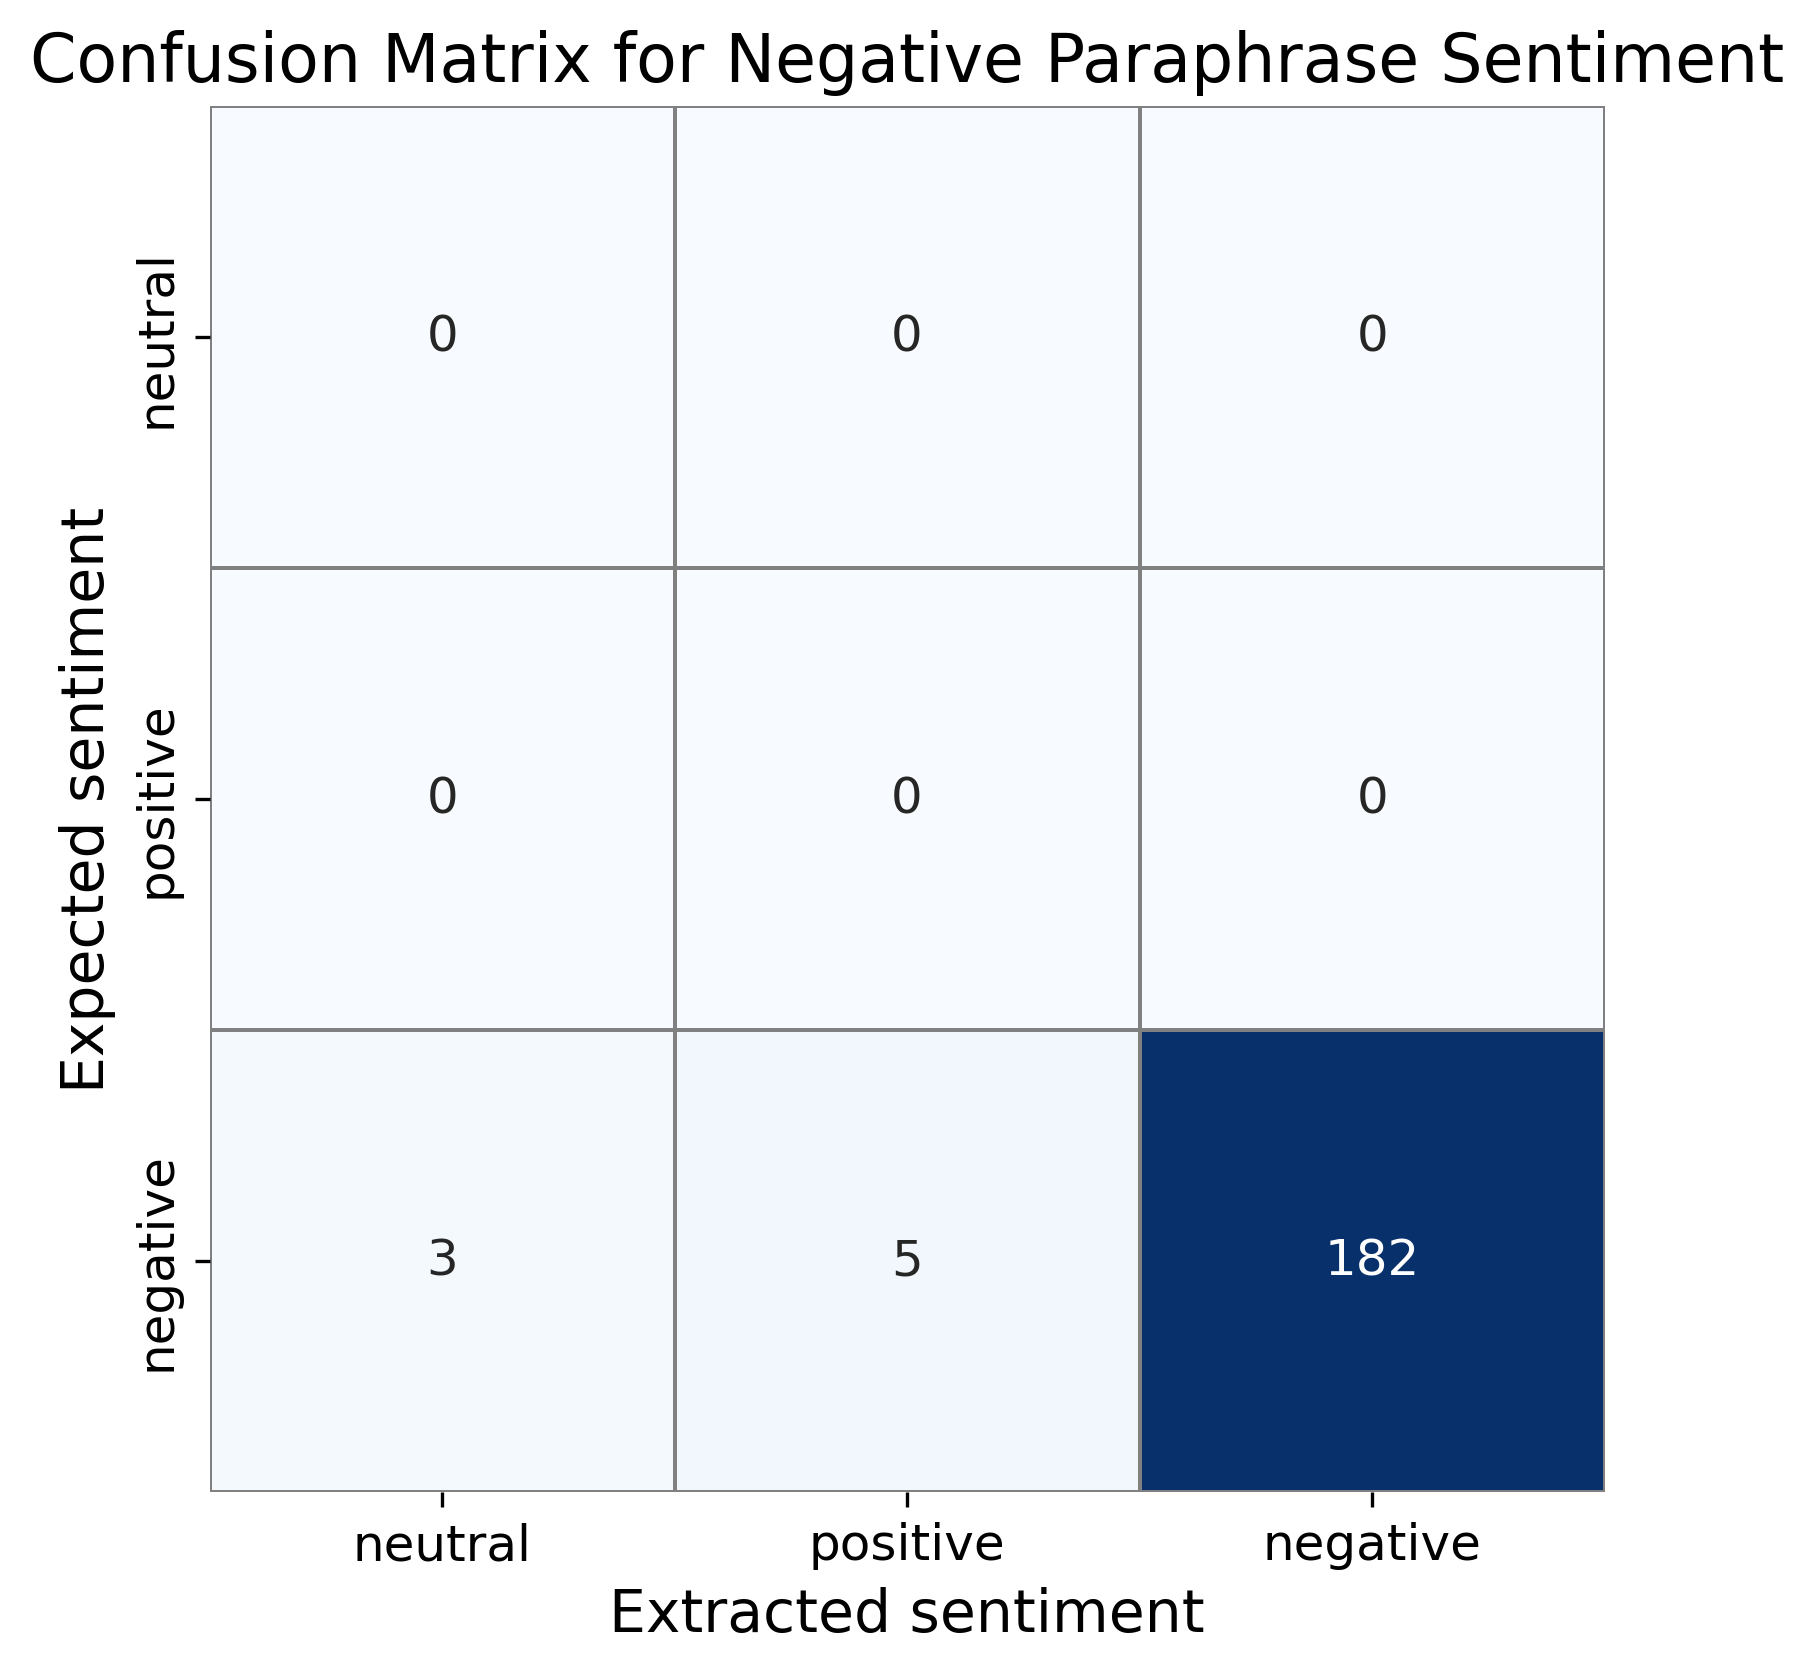 Confusion Matrix for Negative Paraphrase Sentiment
Expected sentiment
neutral
0 0 0
positive
0 0 0
negative
3 5 182
neutral positive negative
Extracted sentiment